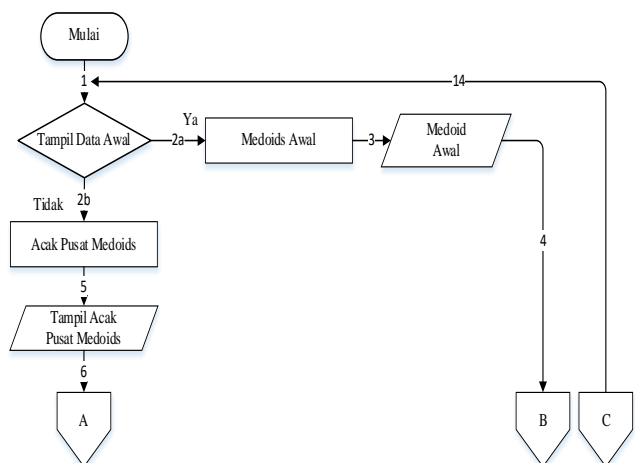 Mulai
1
14
Tampil Data Awal
Ya
2a
Medoids Awal
3
Medoid
Awal
Tidak
2b
4
Acak Pusat Medoids
5
Tampil Acak
Pusat Medoids
6
A
B
C